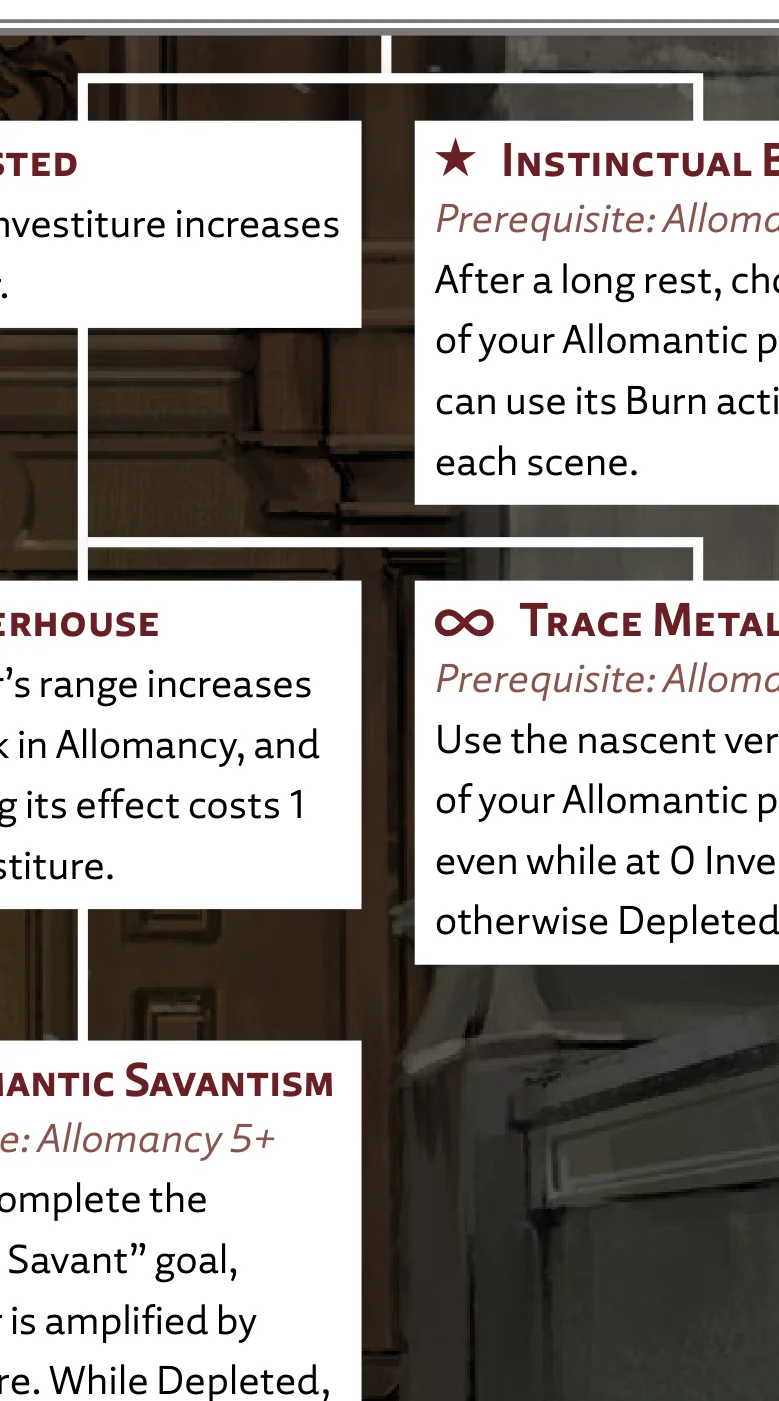 STED
nvestiture increases
.
★ INSTINCTUAL B
Prerequisite: Alloma
After a long rest, cho
of your Allomantic p
can use its Burn acti
each scene.
ERHOUSE
r’s range increases
k in Allomancy, and
g its effect costs 1
stiture.
∞ TRACE METAL
Prerequisite: Alloma
Use the nascent ver
of your Allomantic p
even while at 0 Inve
otherwise Depleted
MANTIC SAVANTISM
e: Allomancy 5+
omplete the
Savant” goal,
r is amplified by
re. While Depleted,